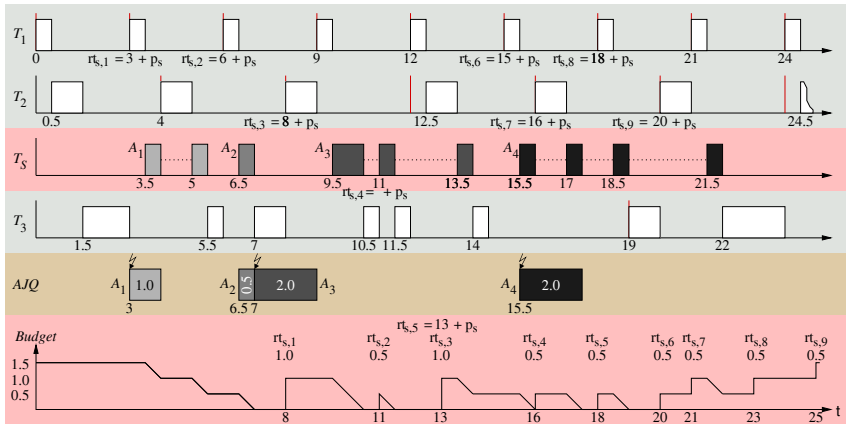 T1
0 3 6 9 12 15 18 21 24
rts,1 = 3 + ps rts,2 = 6 + ps rts,6 = 15 + ps rts,8 = 18 + ps
T2
0.5 4 8 12.5 16 20 24.5
rts,3 = 8 + ps rts,7 = 16 + ps rts,9 = 20 + ps
TS A1 A2 A3 A4
3.5 5 6.5 9.5 11 13.5 15.5 17 18.5 21.5
rts,4 = + ps
T3
1.5 5.5 7 10.5 11.5 14 19 22
AJQ A1 1.0 A2 0.5 2.0 A3 A4 2.0
3 6.5 7 15.5
rts,5 = 13 + ps
Budget rts,1 rts,2 rts,3 rts,4 rts,5 rts,6 rts,7 rts,8 rts,9
1.0 0.5 1.0 0.5 0.5 0.5 0.5 0.5 0.5
1.5
1.0
0.5
8 11 13 16 18 20 21 23 25 t